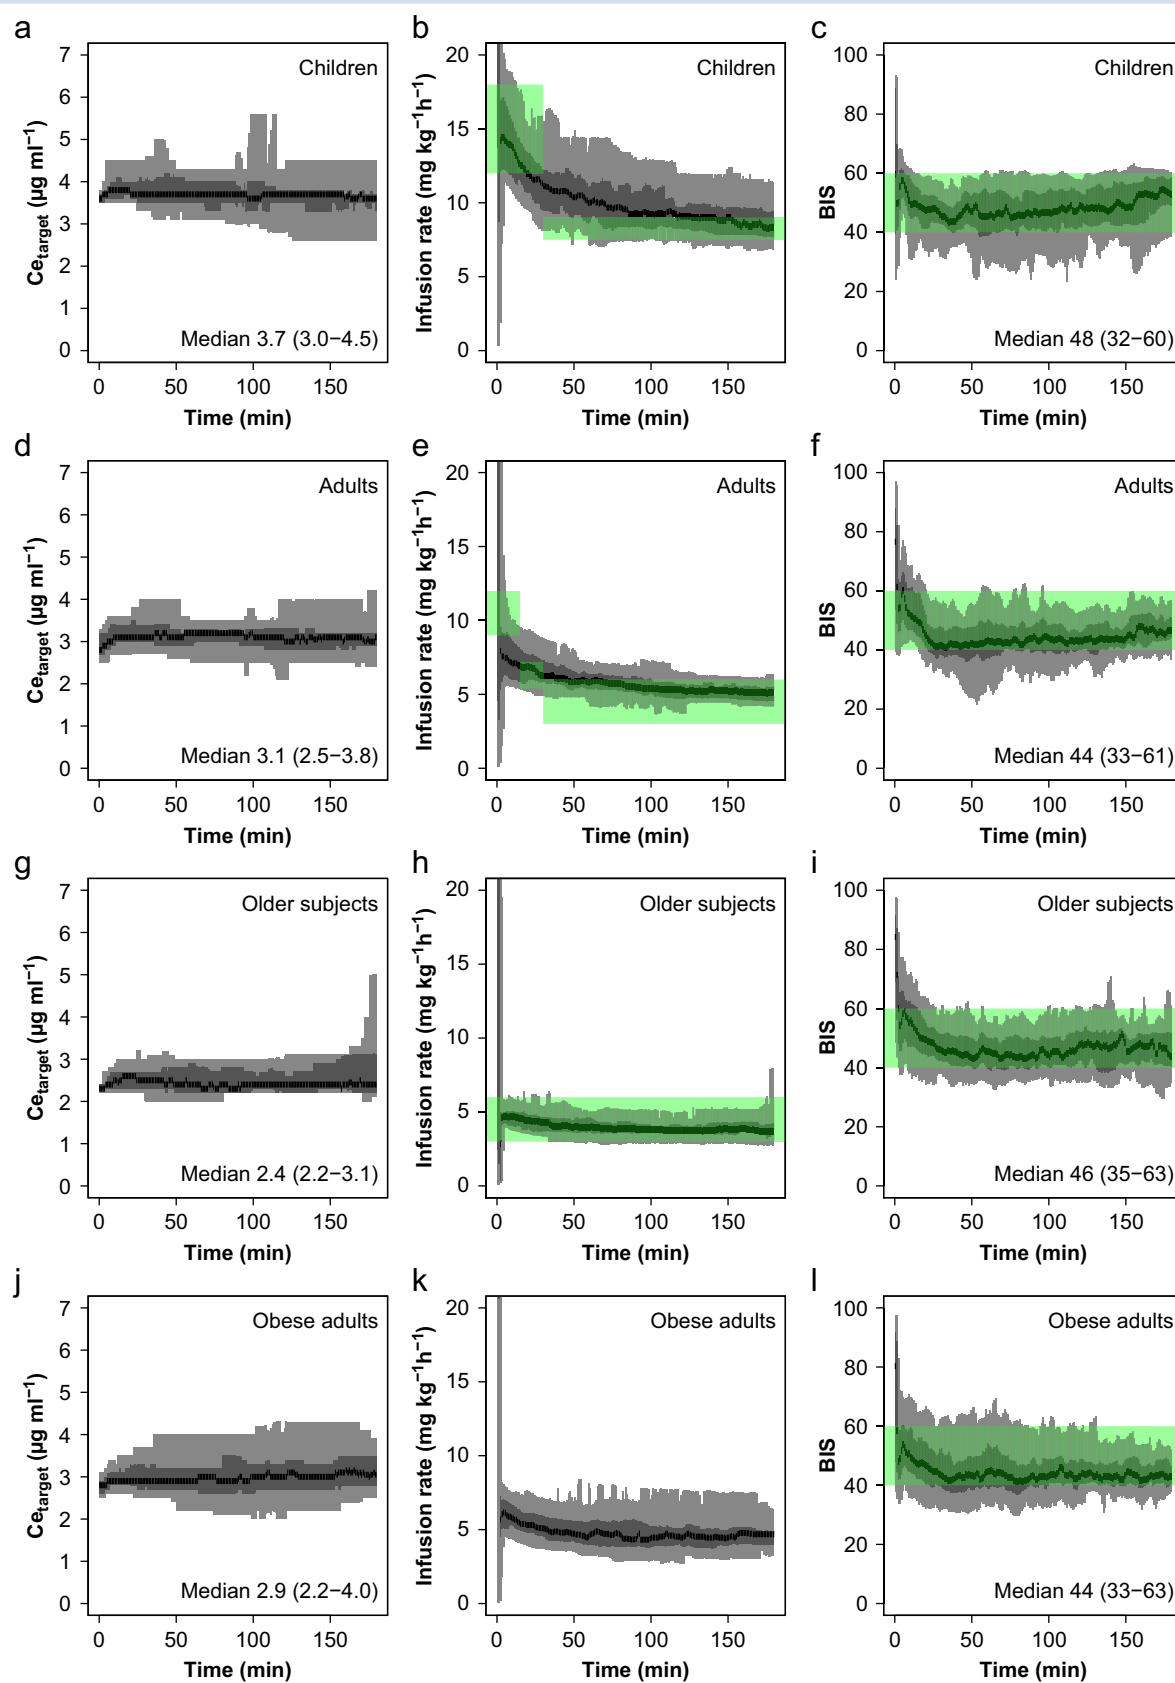 a
7
6
5
4
3
2
1
0
Ce_target (µg ml⁻¹)
Children
Median 3.7 (3.0–4.5)
0 50 100 150
Time (min)
b
20
15
10
5
0
Infusion rate (mg kg⁻¹h⁻¹)
Children
0 50 100 150
Time (min)
c
100
80
60
40
20
0
BIS
Children
Median 48 (32–60)
0 50 100 150
Time (min)
d
7
6
5
4
3
2
1
0
Ce_target (µg ml⁻¹)
Adults
Median 3.1 (2.5–3.8)
0 50 100 150
Time (min)
e
20
15
10
5
0
Infusion rate (mg kg⁻¹h⁻¹)
Adults
0 50 100 150
Time (min)
f
100
80
60
40
20
0
BIS
Adults
Median 44 (33–61)
0 50 100 150
Time (min)
g
7
6
5
4
3
2
1
0
Ce_target (µg ml⁻¹)
Older subjects
Median 2.4 (2.2–3.1)
0 50 100 150
Time (min)
h
20
15
10
5
0
Infusion rate (mg kg⁻¹h⁻¹)
Older subjects
0 50 100 150
Time (min)
i
100
80
60
40
20
0
BIS
Older subjects
Median 46 (35–63)
0 50 100 150
Time (min)
j
7
6
5
4
3
2
1
0
Ce_target (µg ml⁻¹)
Obese adults
Median 2.9 (2.2–4.0)
0 50 100 150
Time (min)
k
20
15
10
5
0
Infusion rate (mg kg⁻¹h⁻¹)
Obese adults
0 50 100 150
Time (min)
l
100
80
60
40
20
0
BIS
Obese adults
Median 44 (33–63)
0 50 100 150
Time (min)